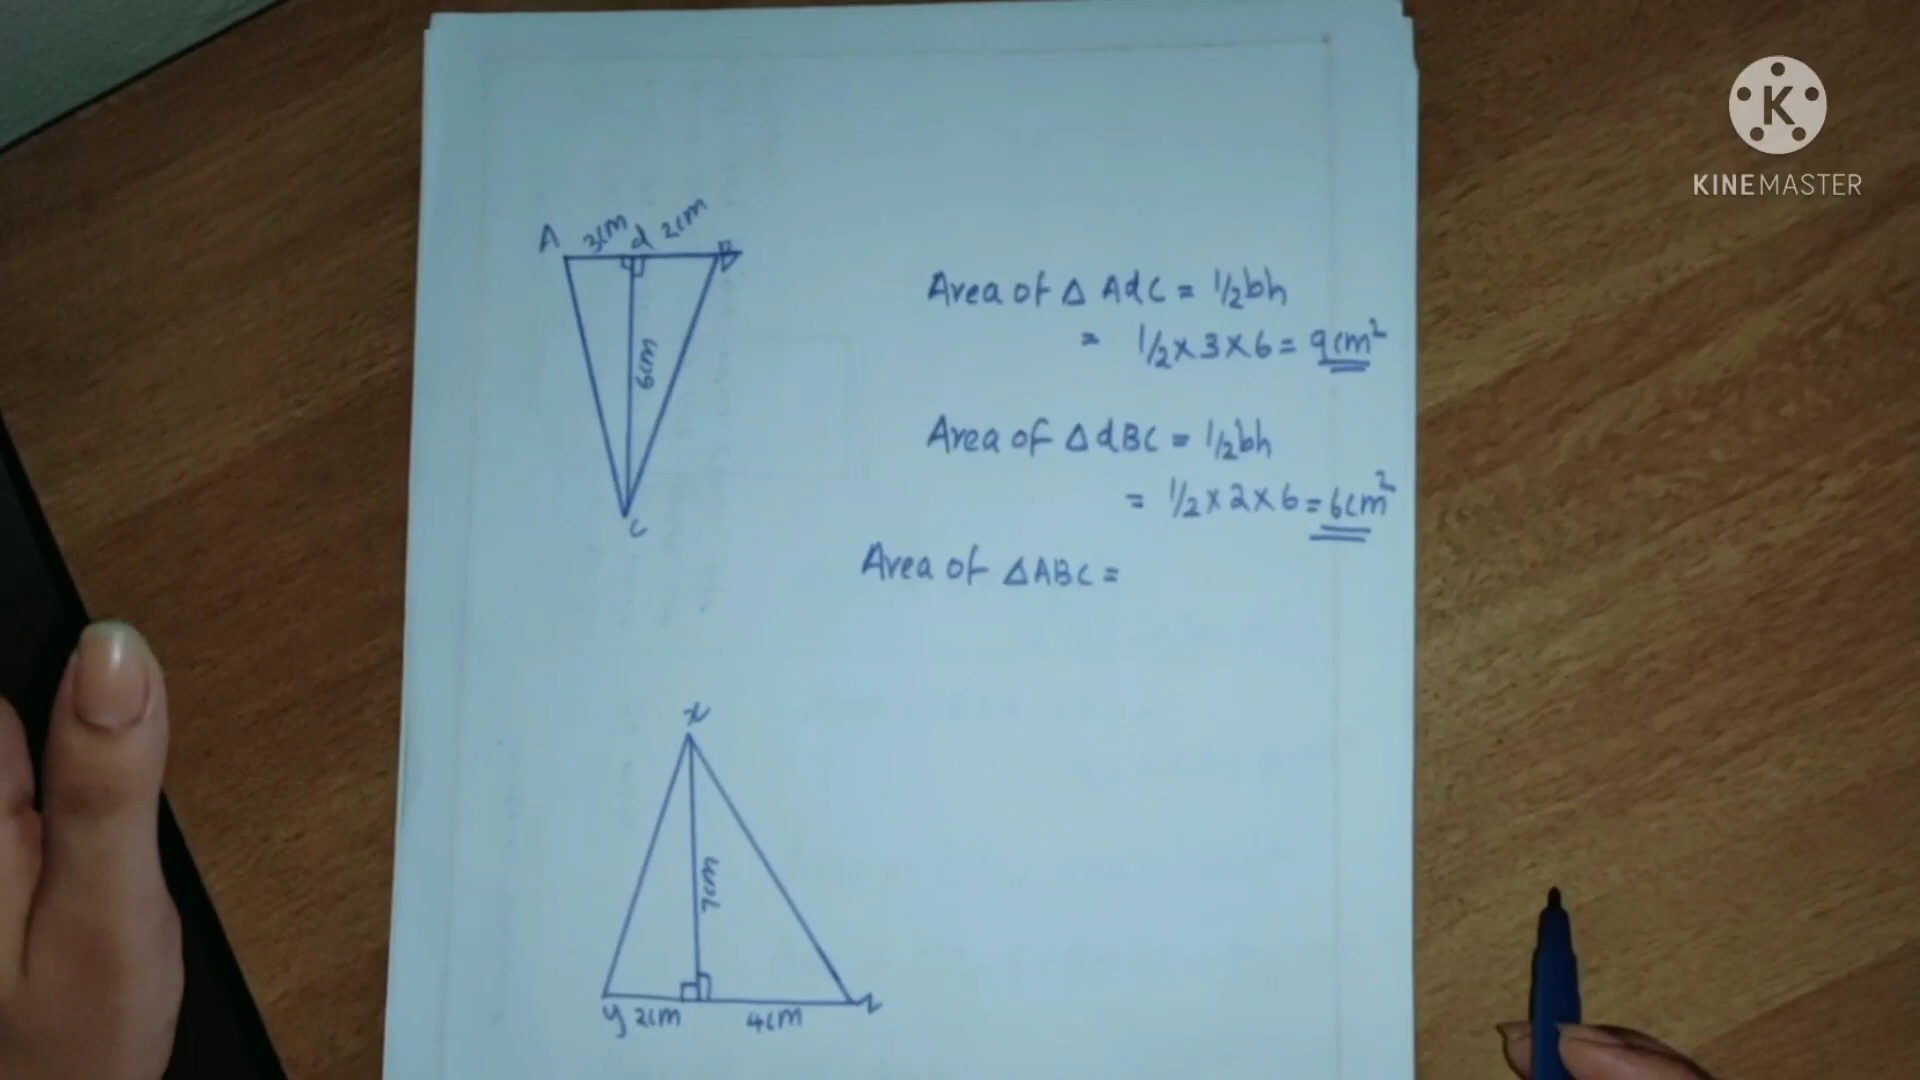 K
KINEMASTER
A 3cm d 2cm B
6cm
C
Area of Δ AdC = 1/2bh
= 1/2 x 3 x 6 = 9cm²
Area of Δ dBC = 1/2bh
= 1/2 x 2 x 6 = 6cm²
Area of ΔABC =
x
7cm
y 2cm 4cm z